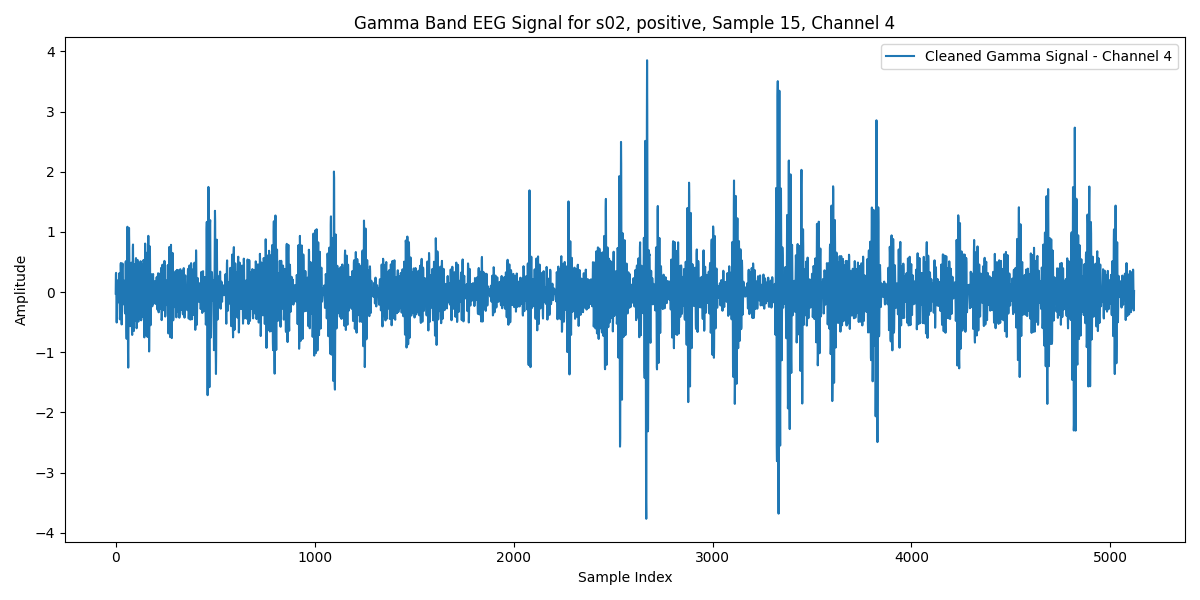 Gamma Band EEG Signal for s02, positive, Sample 15, Channel 4
Cleaned Gamma Signal - Channel 4
4
3
2
1
0
−1
−2
−3
−4
Amplitude
0 1000 2000 3000 4000 5000
Sample Index